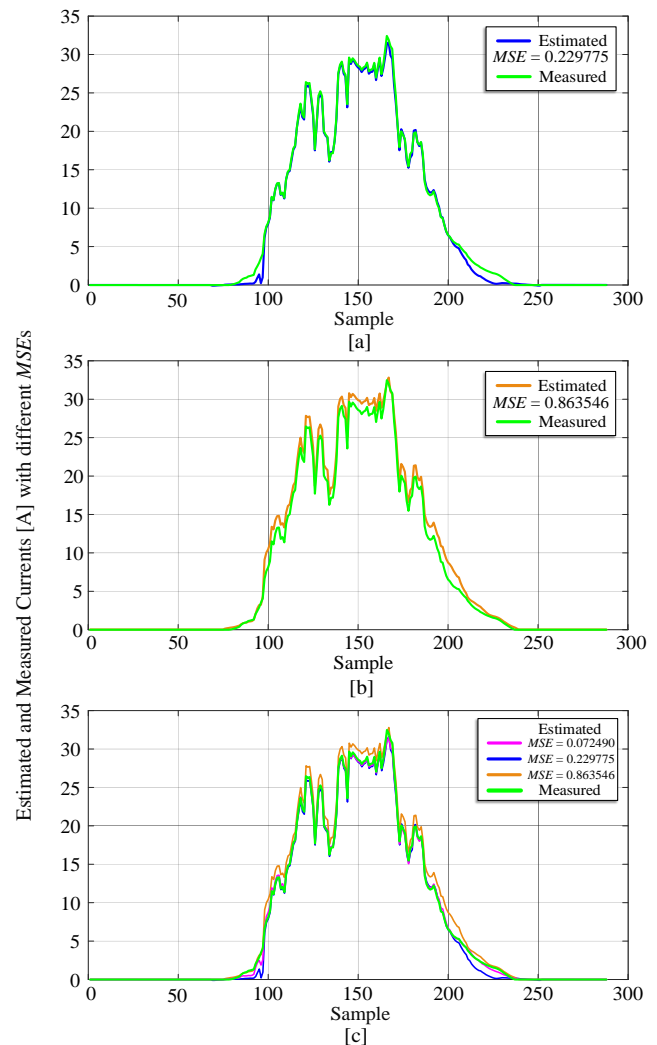 Estimated and Measured Currents [A] with different MSEs
35
30
25
20
15
10
5
0
Estimated
MSE = 0.229775
Measured
0 50 100 150 200 250 300
Sample
[a]
35
30
25
20
15
10
5
0
Estimated
MSE = 0.863546
Measured
0 50 100 150 200 250 300
Sample
[b]
35
30
25
20
15
10
5
0
Estimated
MSE = 0.072490
MSE = 0.229775
MSE = 0.863546
Measured
0 50 100 150 200 250 300
Sample
[c]